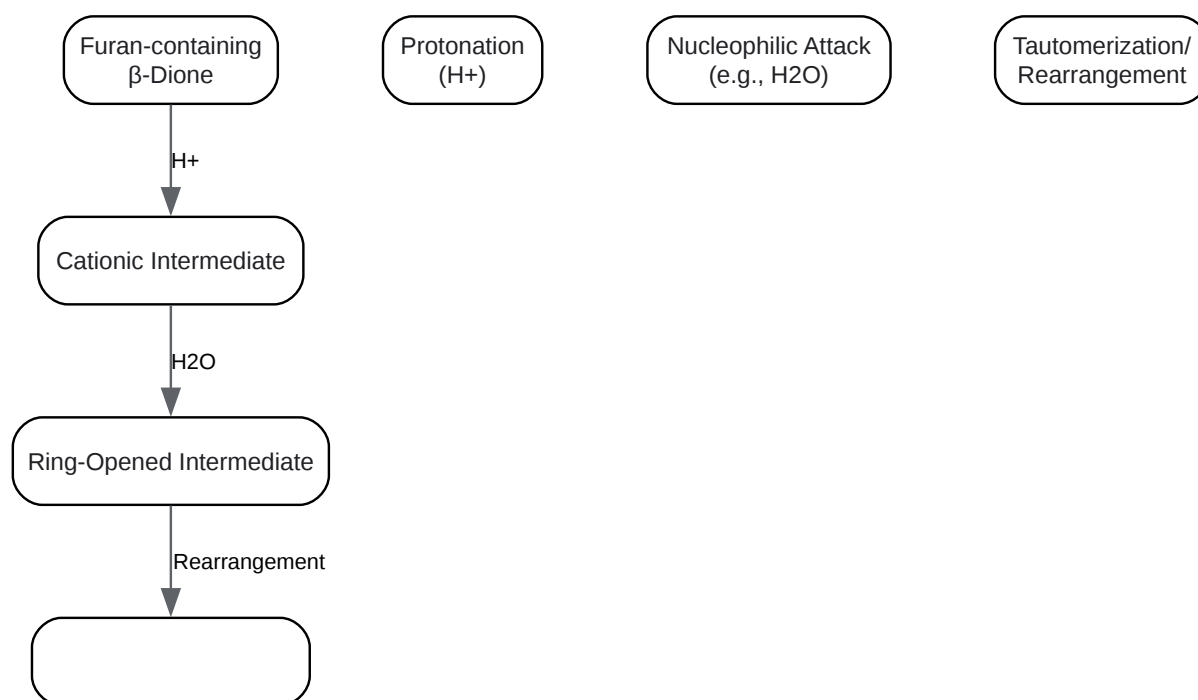 Furan-containing
β-Dione
Protonation
(H+)
Nucleophilic Attack
(e.g., H2O)
Tautomerization/
Rearrangement
H+
Cationic Intermediate
H2O
Ring-Opened Intermediate
Rearrangement